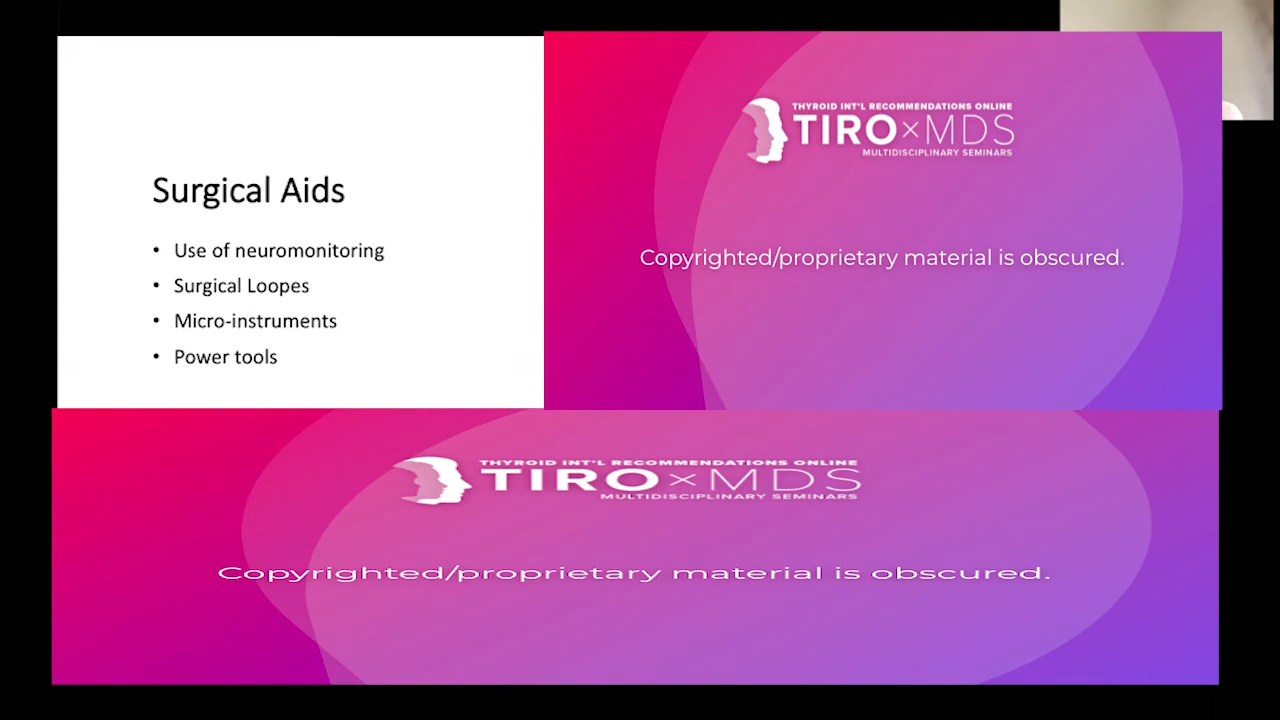 Surgical Aids
• Use of neuromonitoring
• Surgical Loopes
• Micro-instruments
• Power tools
THYROID INT'L RECOMMENDATIONS ONLINE
TIRO×MDS
MULTIDISCIPLINARY SEMINARS
Copyrighted/proprietary material is obscured.
THYROID INT'L RECOMMENDATIONS ONLINE
TIRO×MDS
MULTIDISCIPLINARY SEMINARS
Copyrighted/proprietary material is obscured.